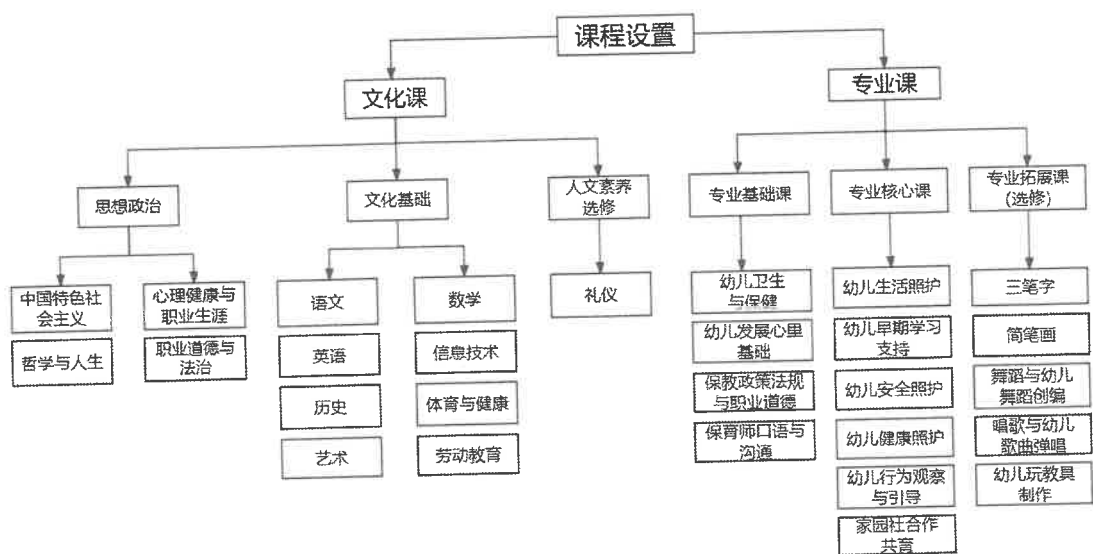 课程设置
文化课
专业课
思想政治
文化基础
人文素养
选修
专业基础课
专业核心课
专业拓展课
（选修）
中国特色社
会主义
心理健康与
职业生涯
哲学与人生
职业道德与
法治
语文
数学
英语
信息技术
历史
体育与健康
艺术
劳动教育
礼仪
幼儿卫生
与保健
幼儿发展心里
基础
保教政策法规
与职业道德
保育师口语与
沟通
幼儿生活照护
幼儿早期学习
支持
幼儿安全照护
幼儿健康照护
幼儿行为观察
与引导
家园社合作
共育
三笔字
简笔画
舞蹈与幼儿
舞蹈创编
唱歌与幼儿
歌曲弹唱
幼儿玩教具
制作